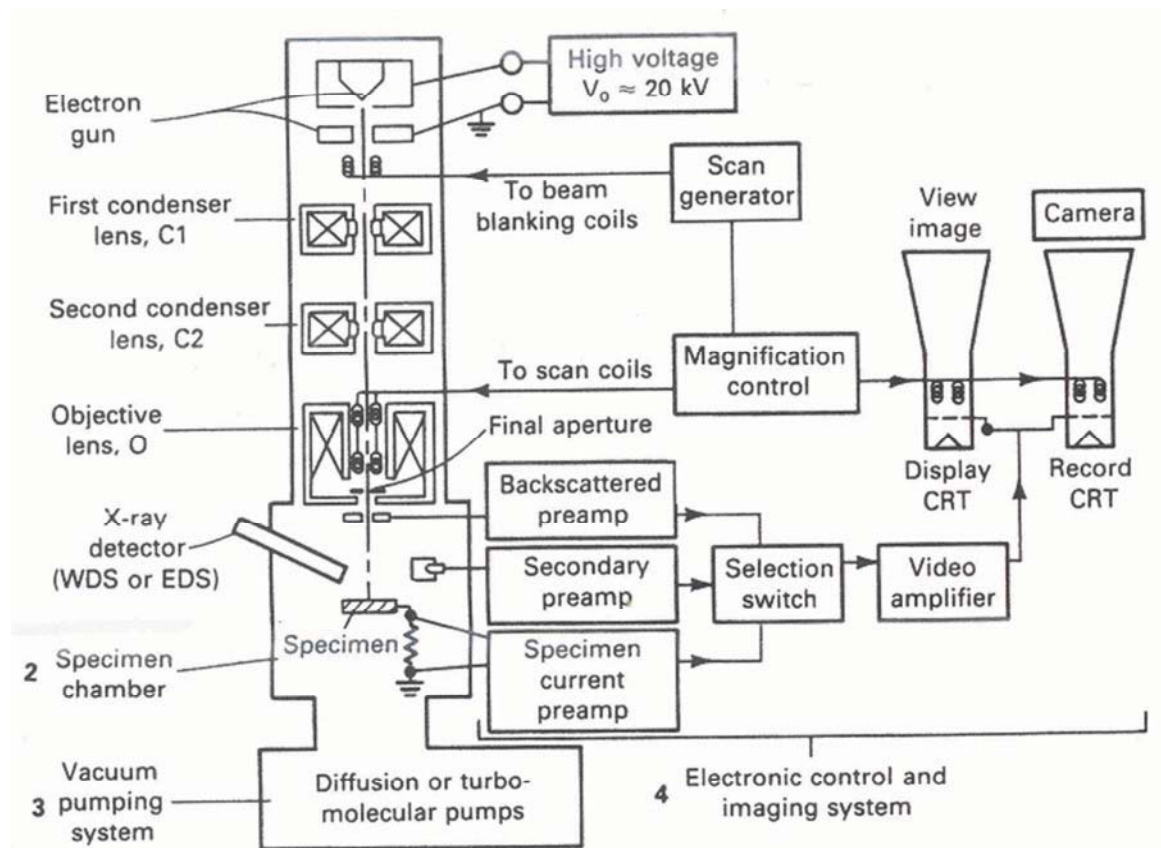 High voltage
V₀ ≈ 20 kV
Electron
gun
Scan
generator
To beam
blanking coils
View
image
Camera
First condenser
lens, C1
Second condenser
lens, C2
Magnification
control
To scan coils
Objective
lens, O
Final aperture
Display
CRT
Record
CRT
Backscattered
preamp
X-ray
detector
(WDS or EDS)
Secondary
preamp
Selection
switch
Video
amplifier
Specimen
Specimen
current
preamp
2 Specimen
chamber
Vacuum
3 pumping
system
Diffusion or turbo-
molecular pumps
4 Electronic control and
imaging system